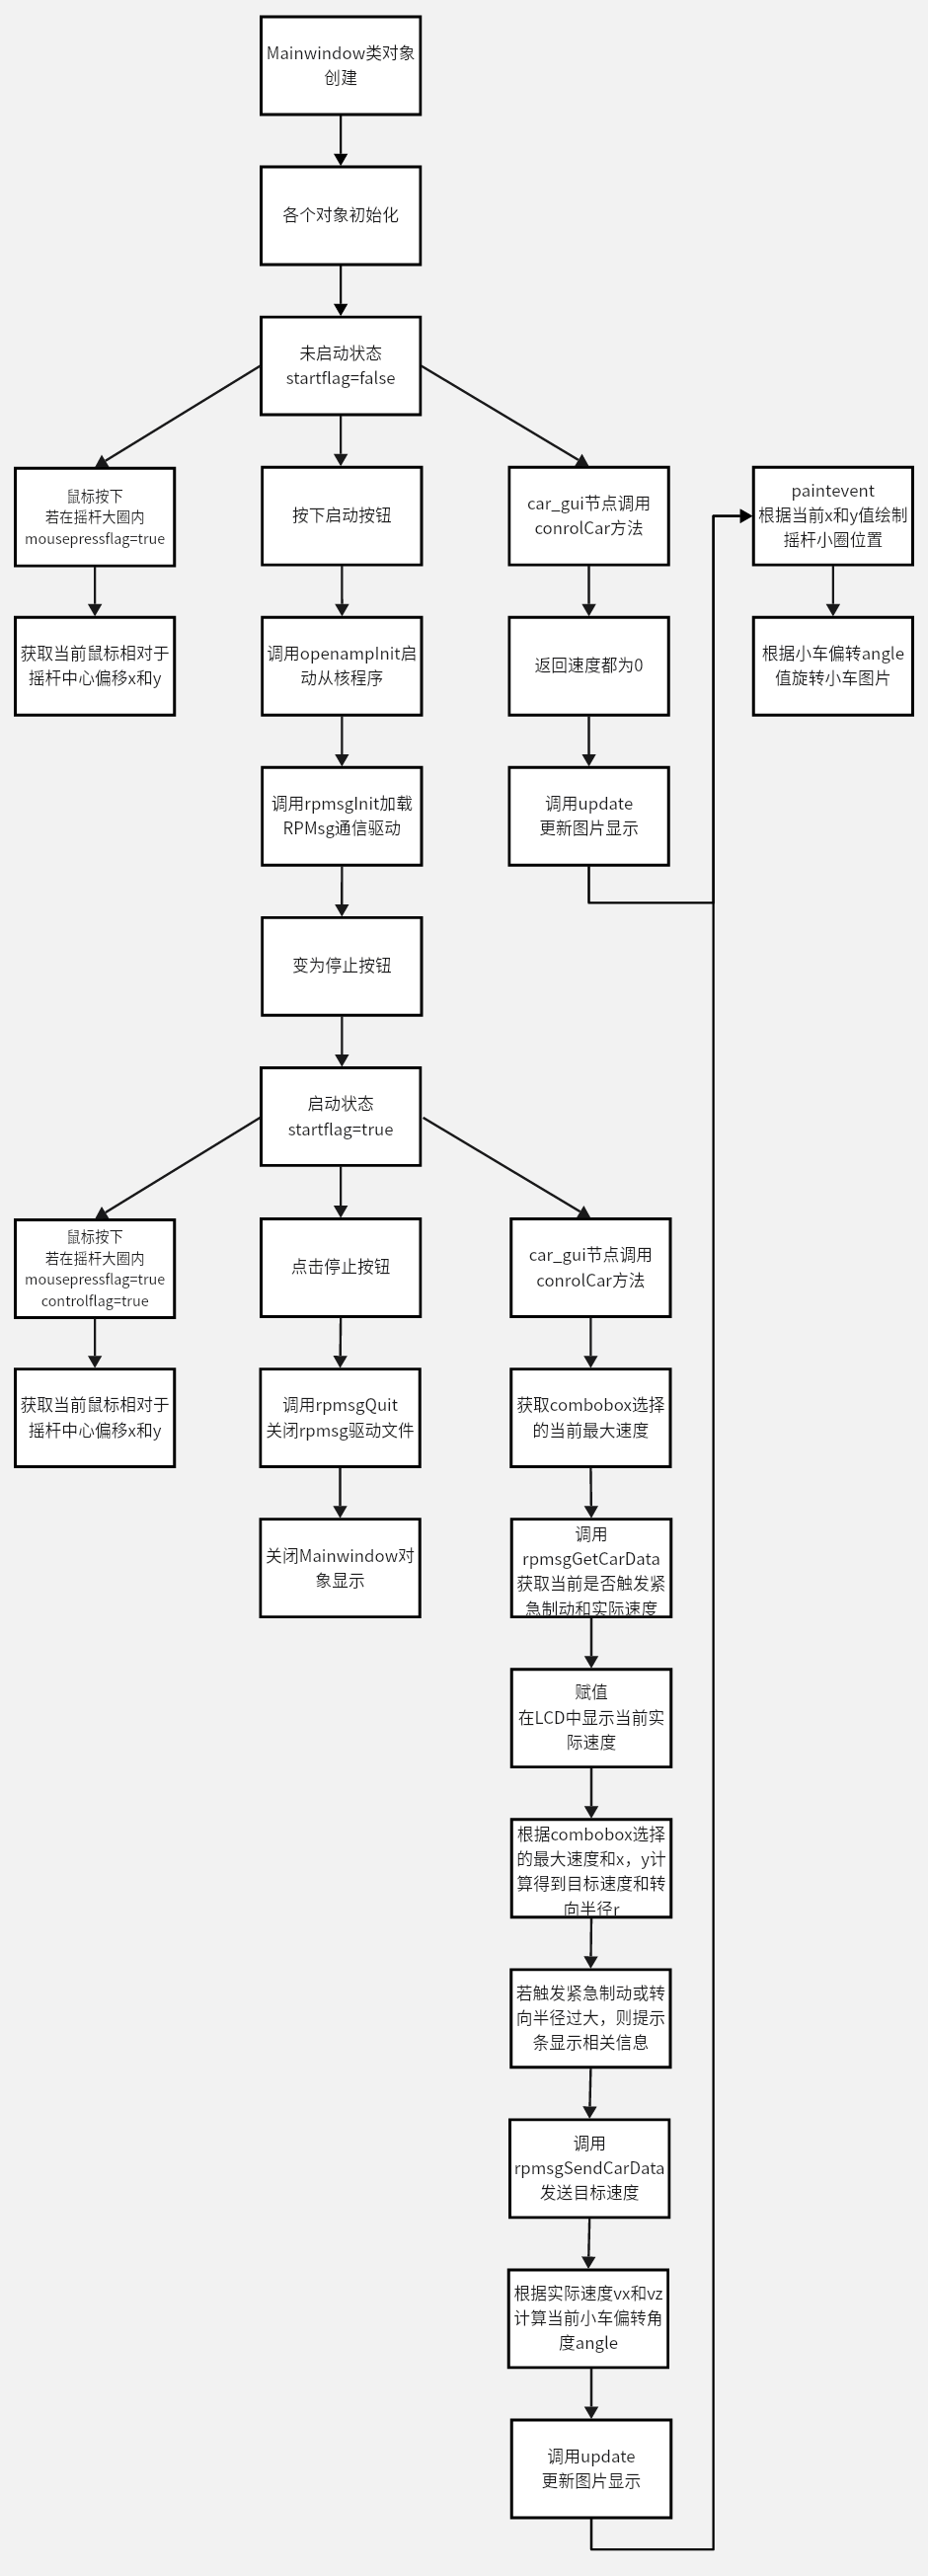 Mainwindow类对象
创建
各个对象初始化
未启动状态
startflag=false
鼠标按下
若在摇杆大圈内
mousepressflag=true
按下启动按钮
car_gui节点调用
conrolCar方法
paintevent
根据当前x和y值绘制
摇杆小圈位置
获取当前鼠标相对于
摇杆中心偏移x和y
调用openampInit启
动从核程序
返回速度都为0
根据小车偏转angle
值旋转小车图片
调用rpmsgInit加载
RPMsg通信驱动
调用update
更新图片显示
变为停止按钮
启动状态
startflag=true
鼠标按下
若在摇杆大圈内
mousepressflag=true
controlflag=true
点击停止按钮
car_gui节点调用
conrolCar方法
获取当前鼠标相对于
摇杆中心偏移x和y
调用rpmsgQuit
关闭rpmsg驱动文件
获取combobox选择
的当前最大速度
关闭Mainwindow对
象显示
调用
rpmsgGetCarData
获取当前是否触发紧
急制动和实际速度
赋值
在LCD中显示当前实
际速度
根据combobox选择
的最大速度和x，y计
算得到目标速度和转
向半径r
若触发紧急制动或转
向半径过大，则提示
条显示相关信息
调用
rpmsgSendCarData
发送目标速度
根据实际速度vx和vz
计算当前小车偏转角
度angle
调用update
更新图片显示